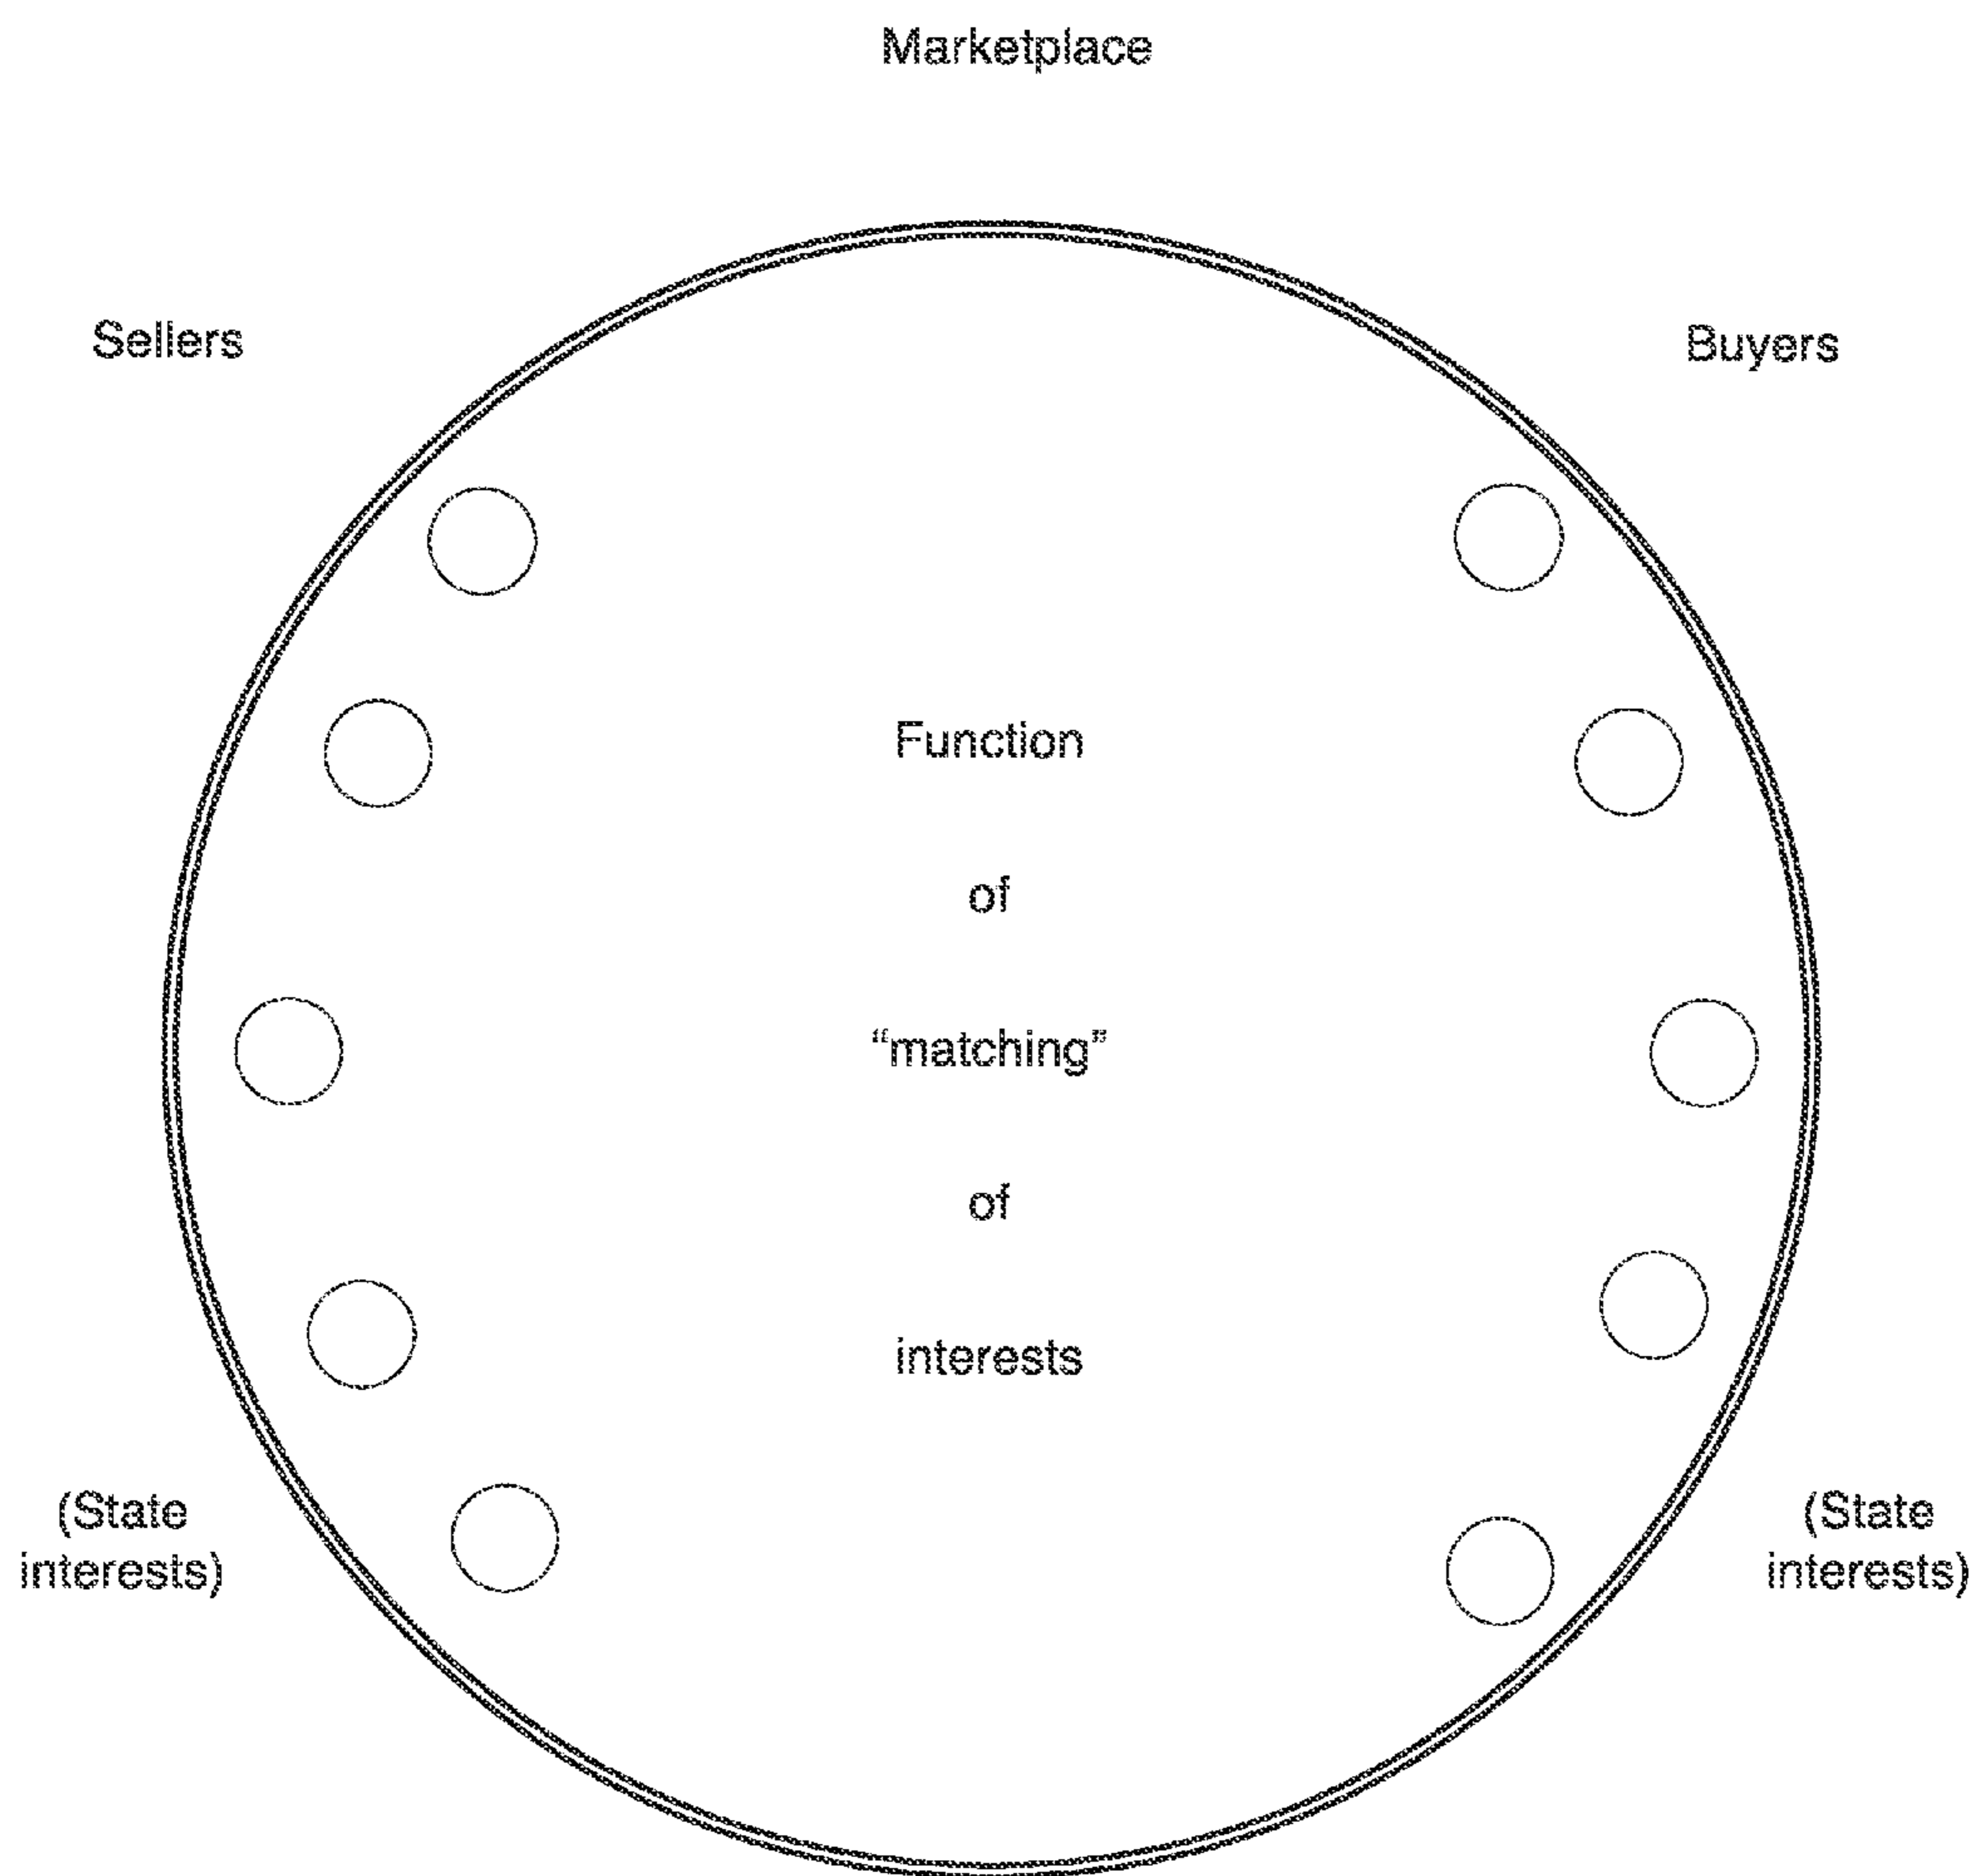 Marketplace
Sellers
Buyers
Function
of
“matching”
of
interests
(State
interests)
(State
interests)